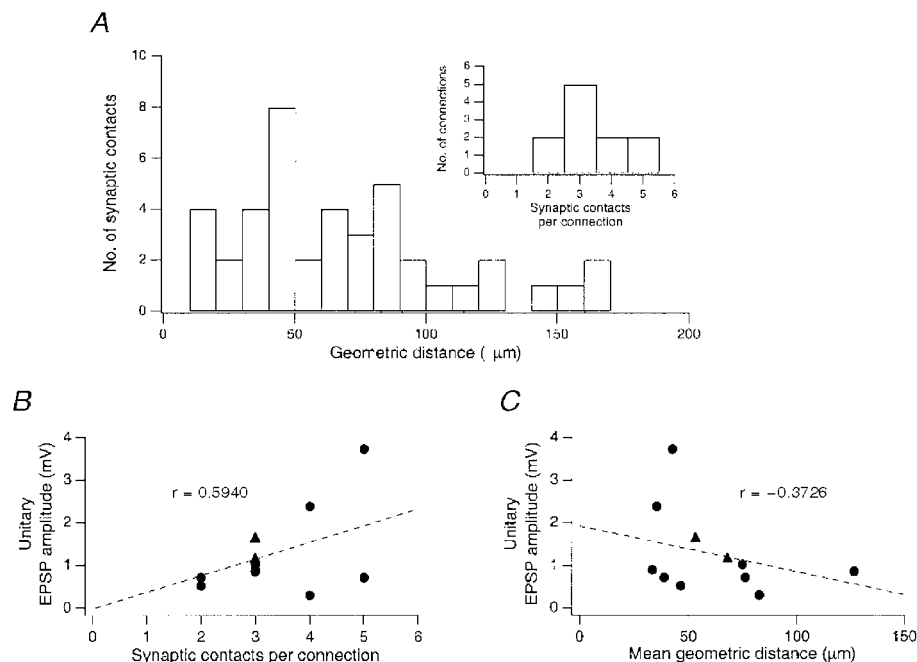 A
10
8
6
4
2
0
No. of synaptic contacts
0 50 100 150 200
Geometric distance ( μm)
6
5
4
3
2
1
0
No. of connections
0 1 2 3 4 5 6
Synaptic contacts
per connection
B
4
3
2
1
0
Unitary
EPSP amplitude (mV)
r = 0.5940
0 1 2 3 4 5 6
Synaptic contacts per connection
C
4
3
2
1
0
Unitary
EPSP amplitude (mV)
r = −0.3726
0 50 100 150
Mean geometric distance (μm)